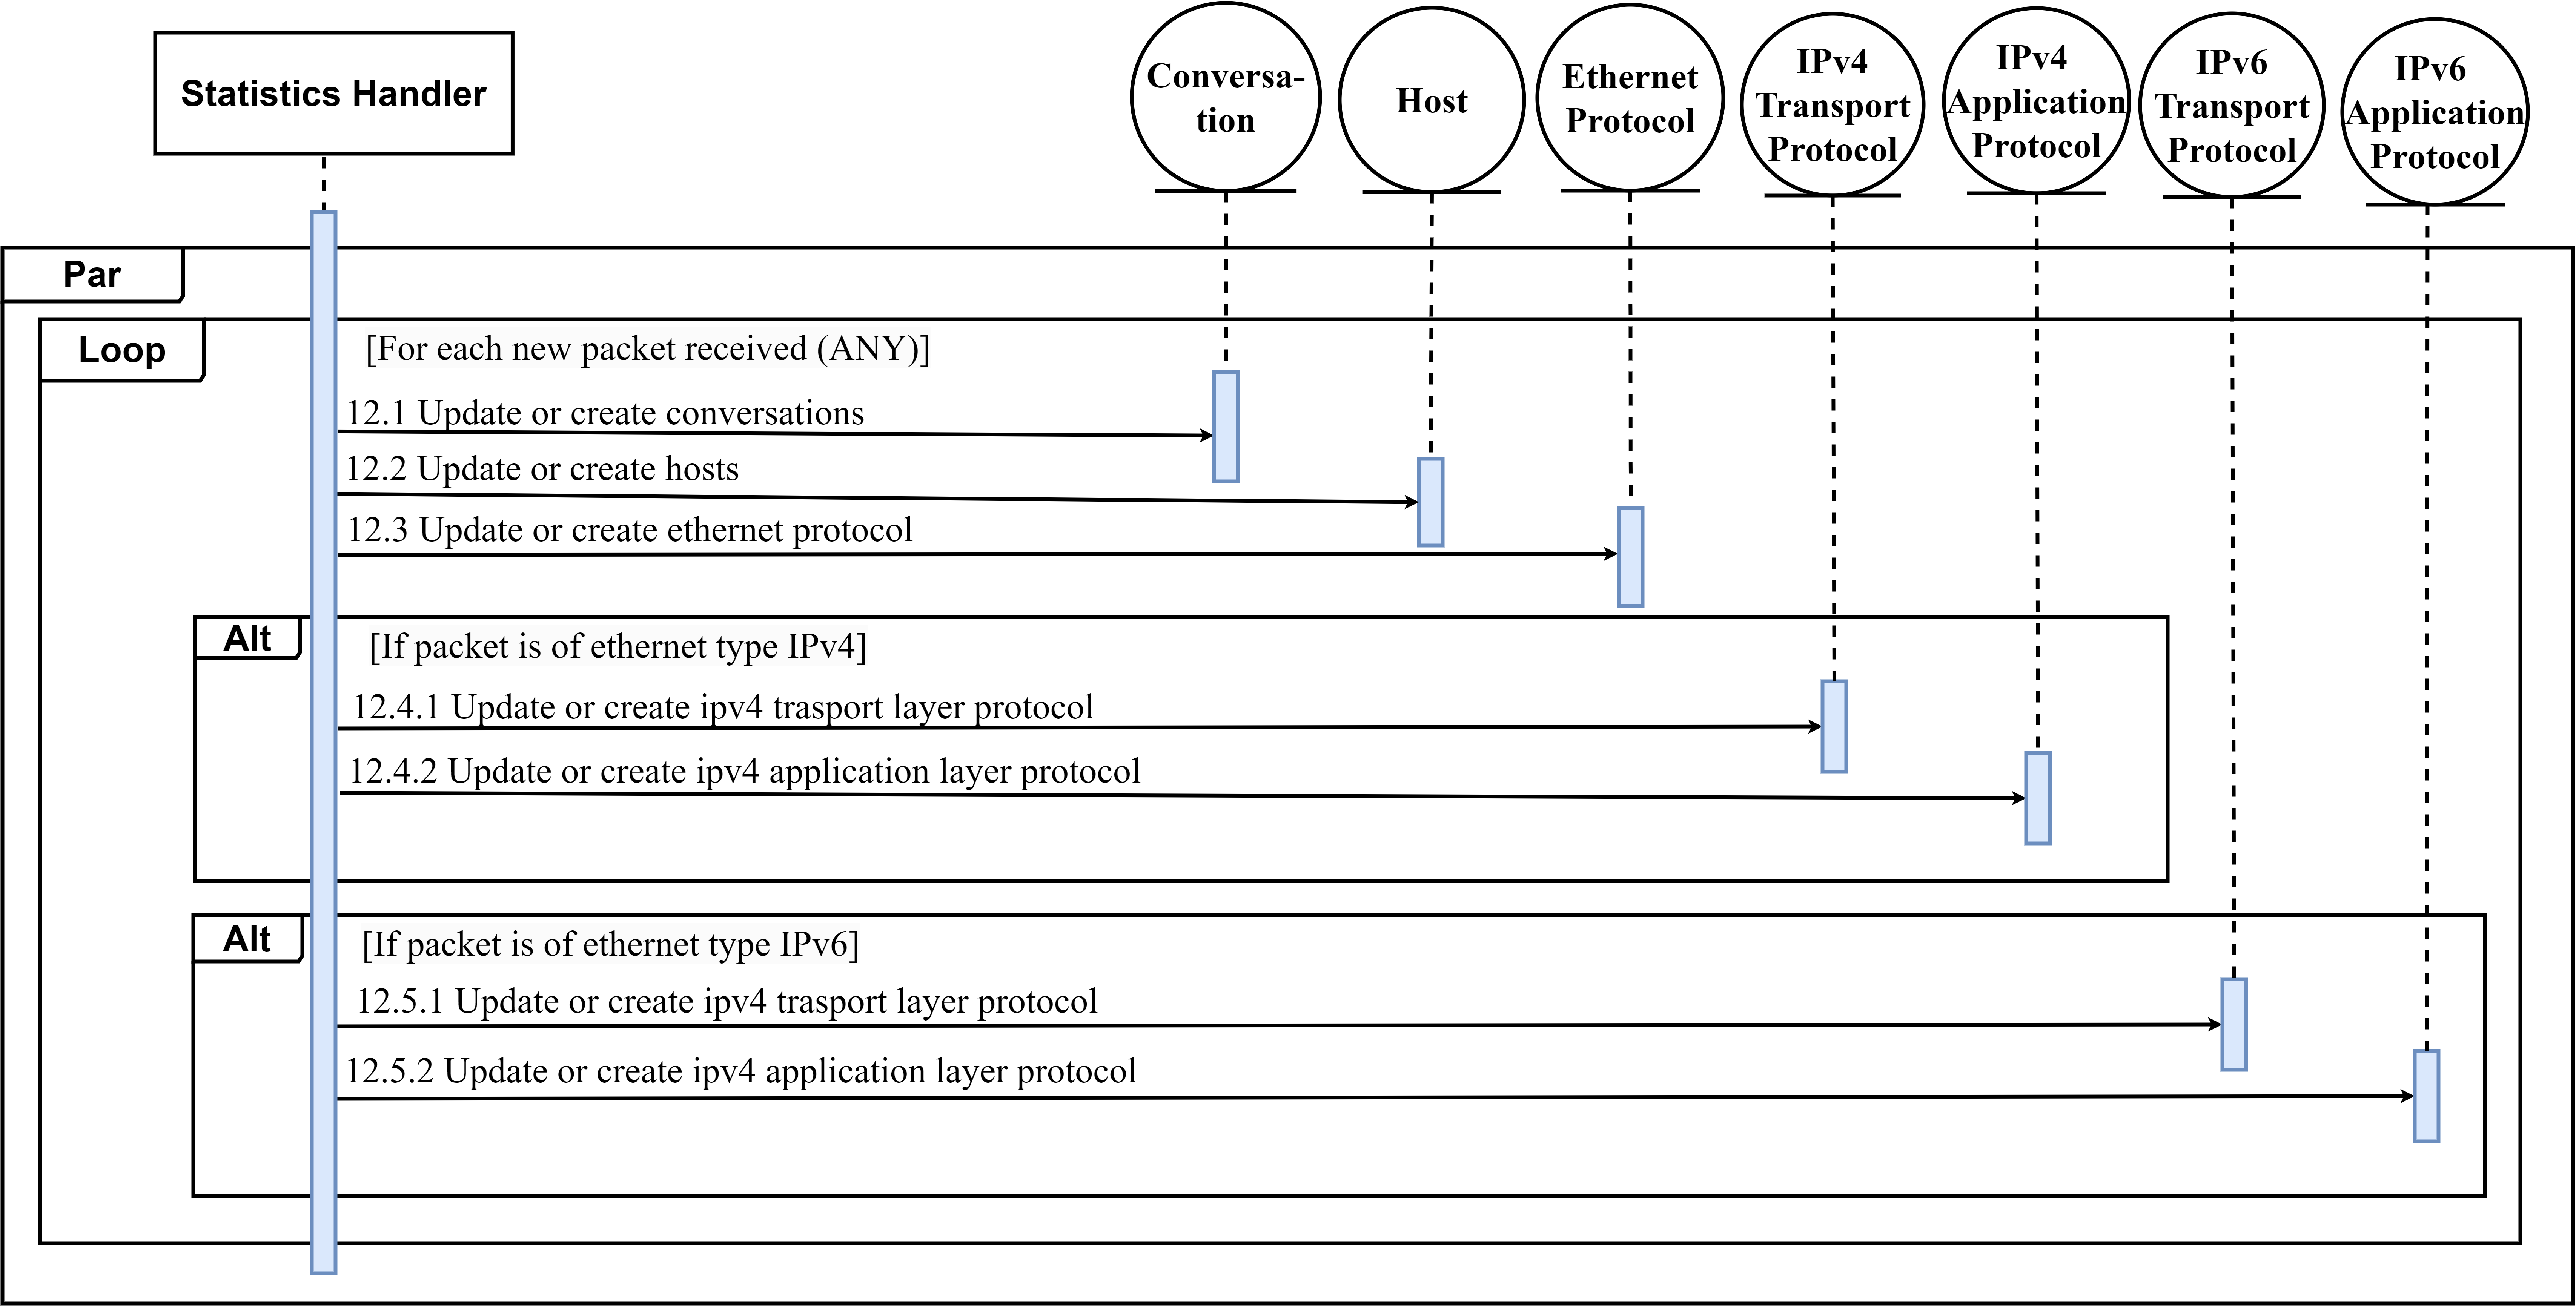 Statistics Handler
Conversa-
tion
Host
Ethernet
Protocol
IPv4
Transport
Protocol
IPv4
Application
Protocol
IPv6
Transport
Protocol
IPv6
Application
Protocol
Par
Loop
[For each new packet received (ANY)]
12.1 Update or create conversations
12.2 Update or create hosts
12.3 Update or create ethernet protocol
Alt
[If packet is of ethernet type IPv4]
12.4.1 Update or create ipv4 trasport layer protocol
12.4.2 Update or create ipv4 application layer protocol
Alt
[If packet is of ethernet type IPv6]
12.5.1 Update or create ipv4 trasport layer protocol
12.5.2 Update or create ipv4 application layer protocol